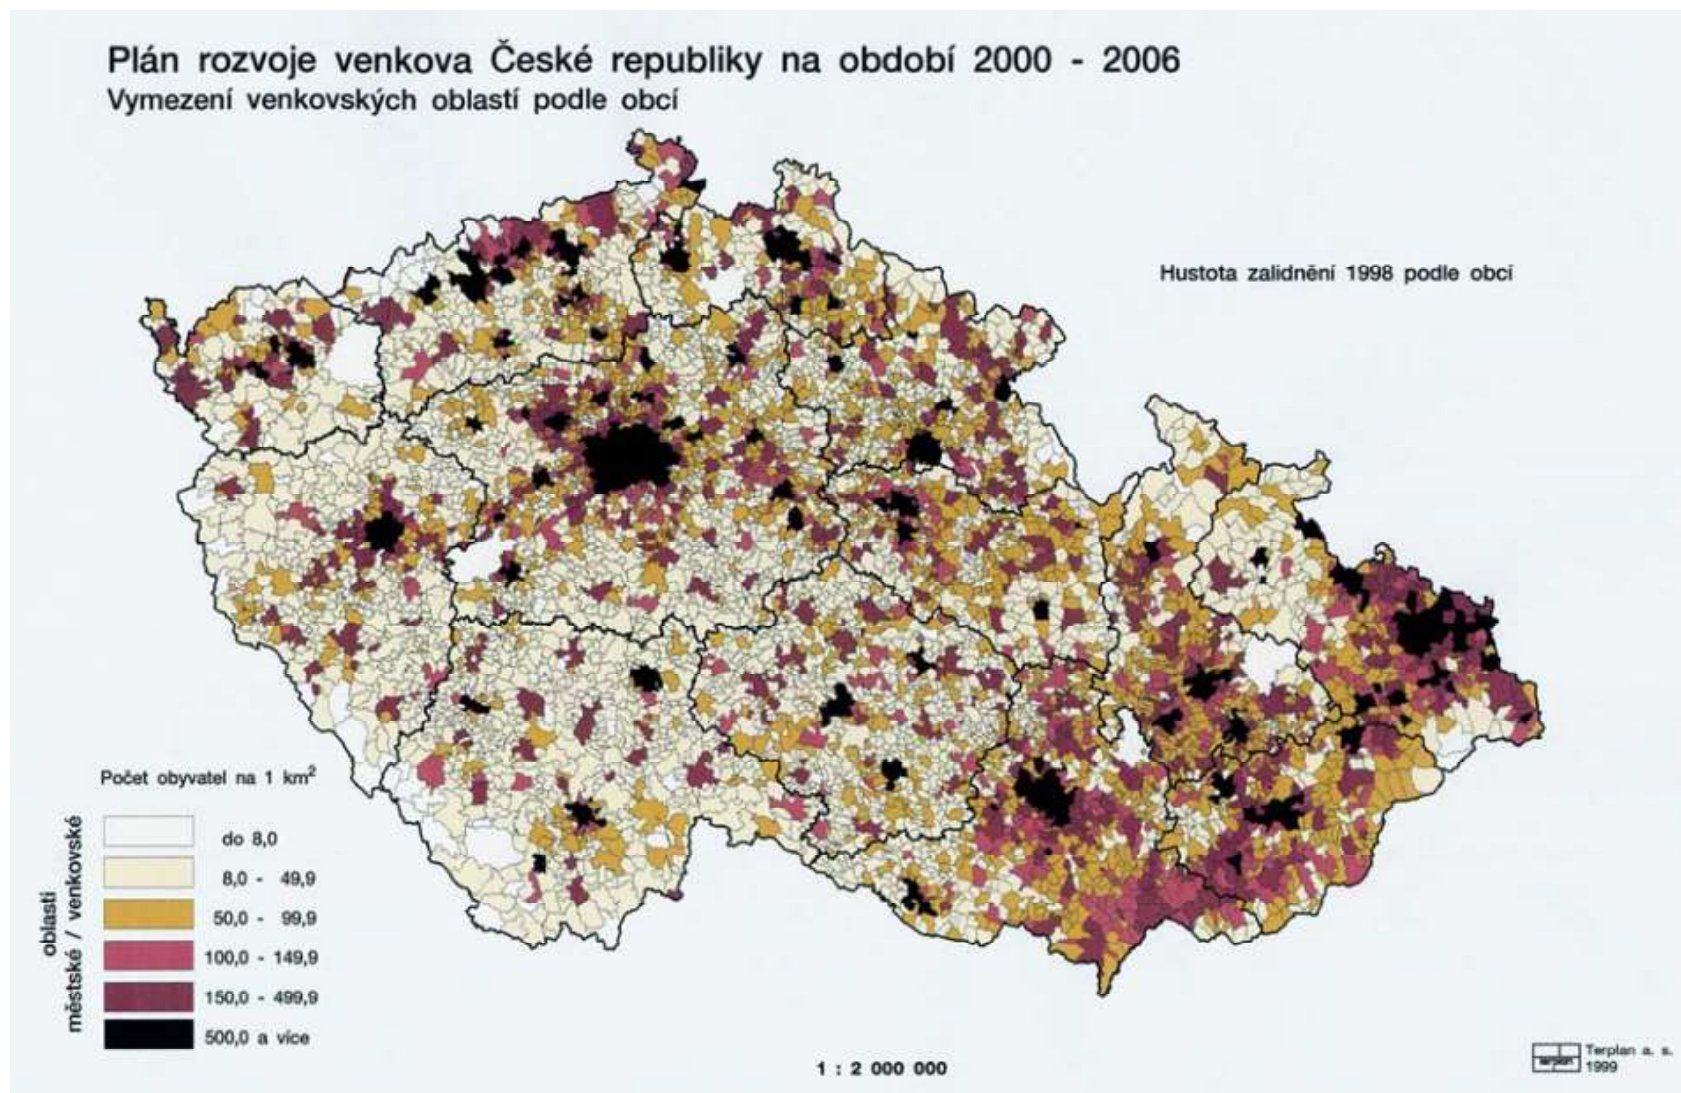 Plán rozvoje venkova České republiky na období 2000 - 2006
Vymezení venkovských oblastí podle obcí
Hustota zalidnění 1998 podle obcí
Počet obyvatel na 1 km²
do 8,0
8,0 - 49,9
50,0 - 99,9
100,0 - 149,9
150,0 - 499,9
500,0 a více
oblasti
městské / venkovské
1 : 2 000 000
terplan
Terplan a. s.
1999